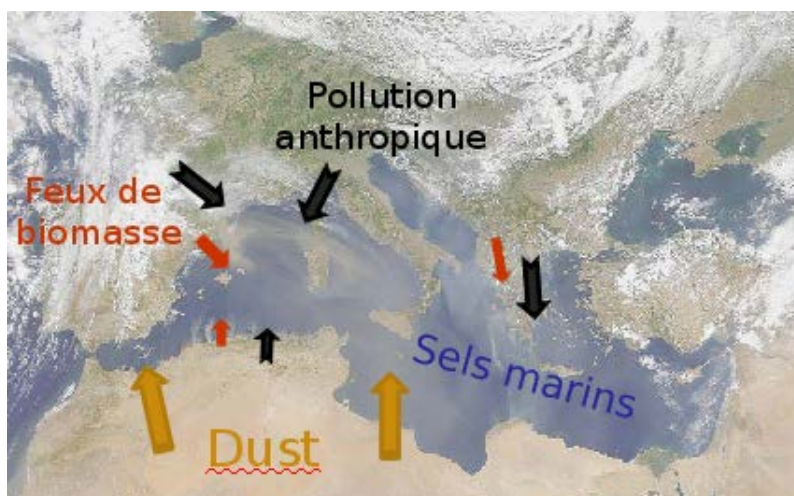 Pollution
anthropique
Feux de
biomasse
Sels marins
Dust